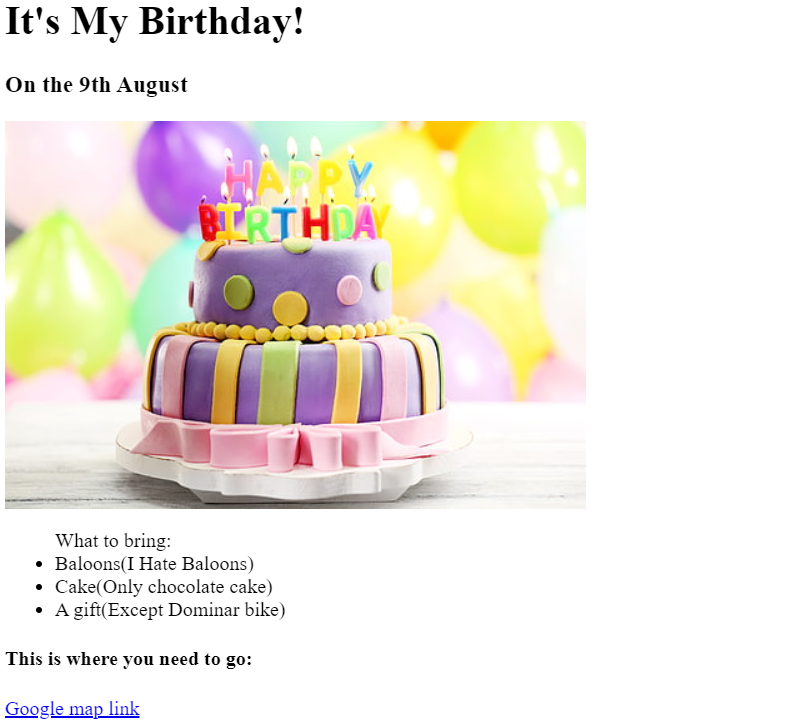 It's My Birthday!
On the 9th August
HAPPY
BIRTHDAY
What to bring:
Baloons(I Hate Baloons)
Cake(Only chocolate cake)
A gift(Except Dominar bike)
This is where you need to go:
Google map link